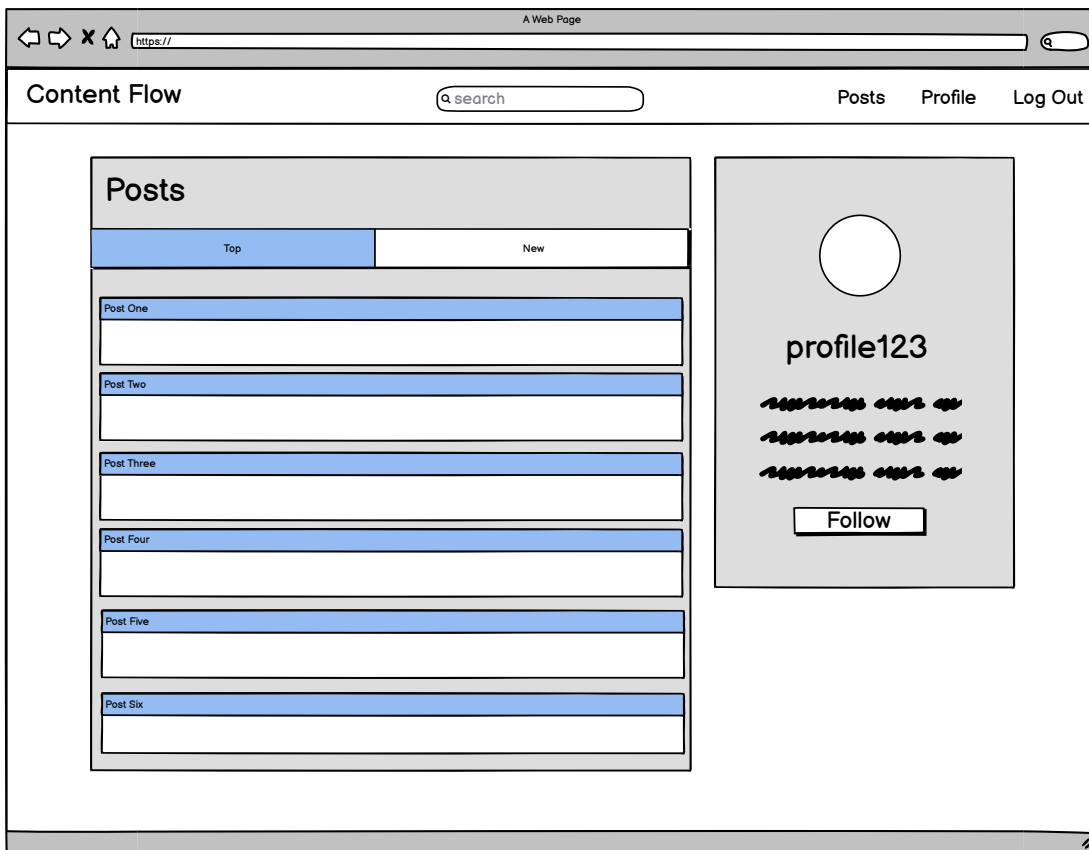 A Web Page
https://
Content Flow
search
Posts Profile Log Out
Posts
Top New
Post One
Post Two
Post Three
Post Four
Post Five
Post Six
profile123
Follow